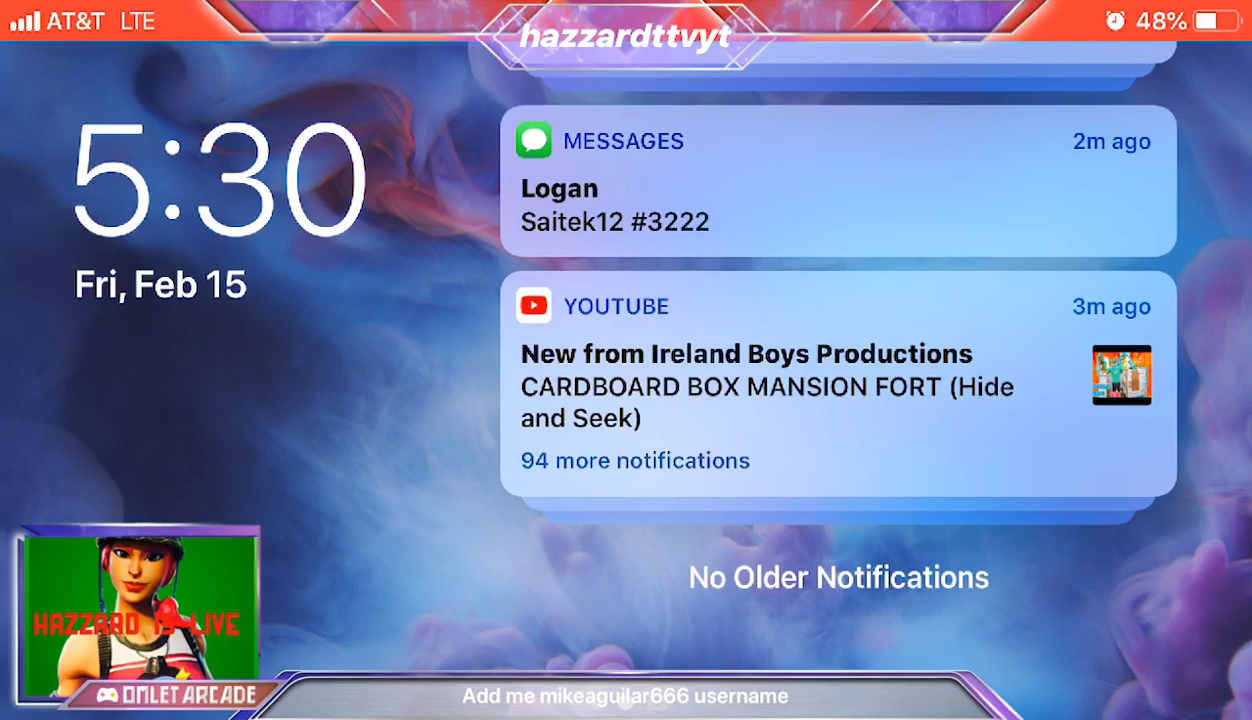 AT&T LTE
48%
hazzardttvyt
5:30
Fri, Feb 15
MESSAGES 2m ago
Logan
Saitek12 #3222
YOUTUBE 3m ago
New from Ireland Boys Productions
CARDBOARD BOX MANSION FORT (Hide
and Seek)
94 more notifications
No Older Notifications
HAZZARD IS LIVE
OMLET ARCADE
Add me mikeaguilar666 username